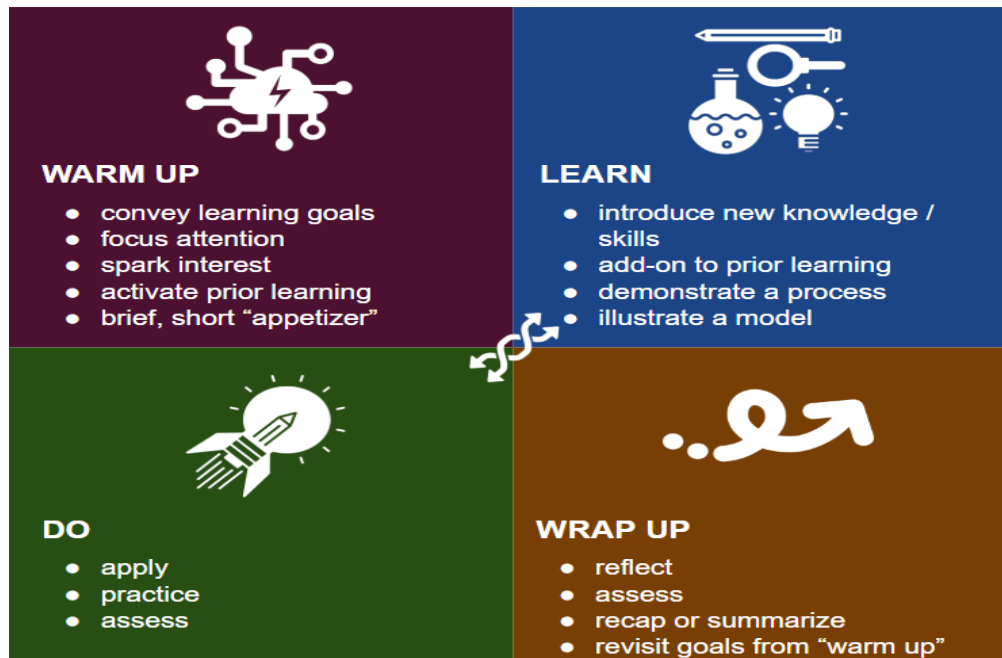 WARM UP
● convey learning goals
● focus attention
● spark interest
● activate prior learning
● brief, short “appetizer”
LEARN
● introduce new knowledge /
skills
● add-on to prior learning
● demonstrate a process
● illustrate a model
DO
● apply
● practice
● assess
WRAP UP
● reflect
● assess
● recap or summarize
● revisit goals from “warm up”